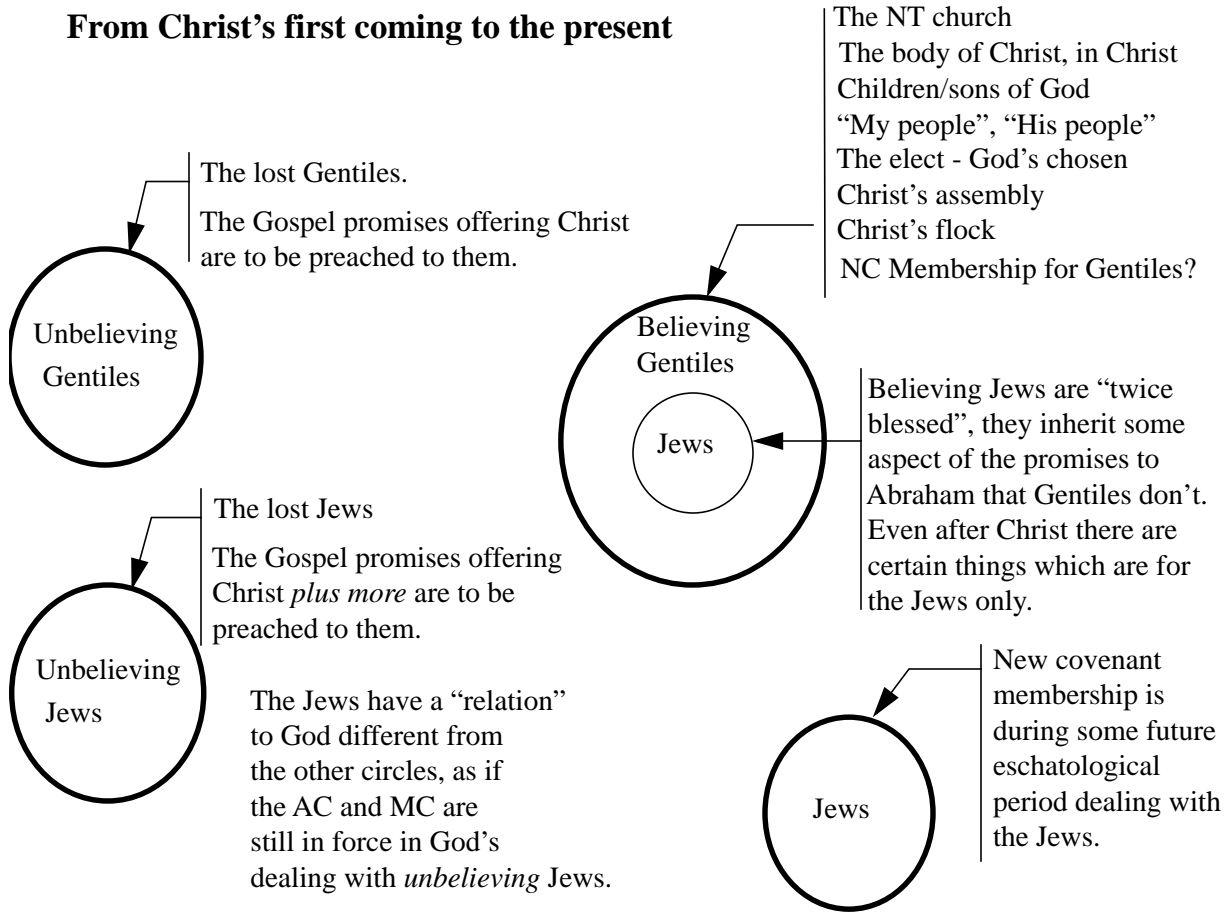 From Christ's first coming to the present
The NT church
The body of Christ, in Christ
Children/sons of God
“My people”, “His people”
The elect - God's chosen
Christ's assembly
Christ's flock
NC Membership for Gentiles?
The lost Gentiles.
The Gospel promises offering Christ
are to be preached to them.
Unbelieving
Gentiles
Believing
Gentiles
Jews
Believing Jews are “twice
blessed”, they inherit some
aspect of the promises to
Abraham that Gentiles don't.
Even after Christ there are
certain things which are for
the Jews only.
The lost Jews
The Gospel promises offering
Christ plus more are to be
preached to them.
Unbelieving
Jews
The Jews have a “relation”
to God different from
the other circles, as if
the AC and MC are
still in force in God's
dealing with unbelieving Jews.
New covenant
membership is
during some future
eschatological
period dealing with
the Jews.
Jews